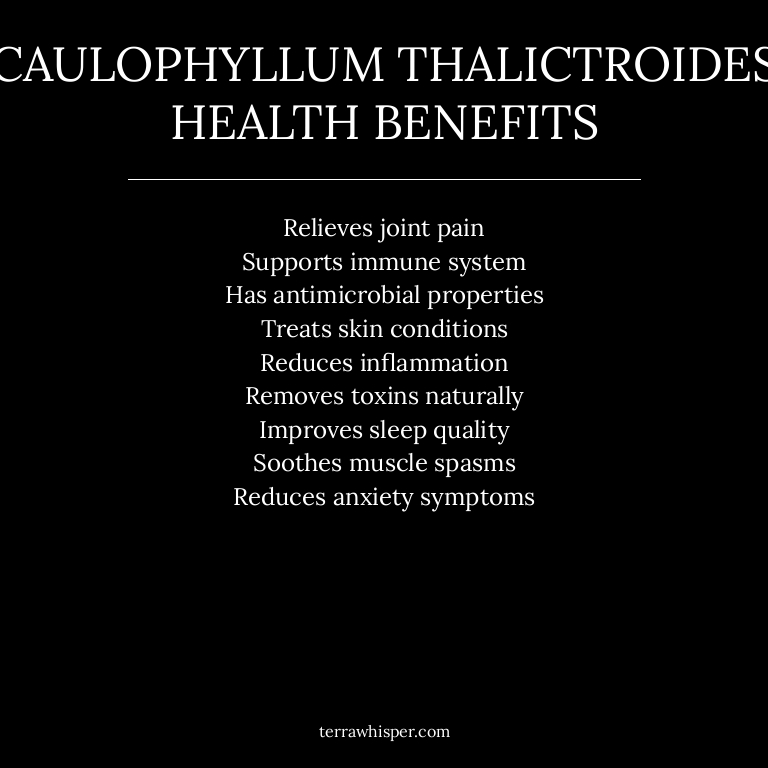 CAULOPHYLLUM THALICTROIDES
HEALTH BENEFITS
Relieves joint pain
Supports immune system
Has antimicrobial properties
Treats skin conditions
Reduces inflammation
Removes toxins naturally
Improves sleep quality
Soothes muscle spasms
Reduces anxiety symptoms
terrawhisper.com